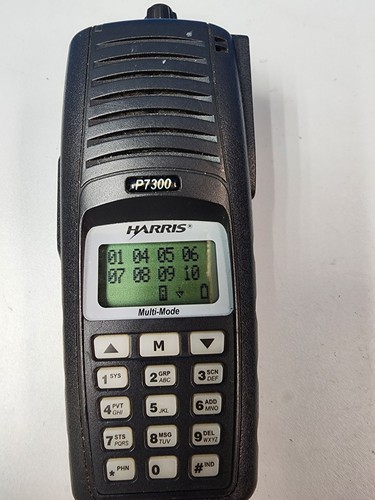 P7300
HARRIS
01 04 05 06
07 08 09 10
Multi-Mode
M
1 SYS 2 GRP ABC 3 SCN DEF
4 PVT GHI 5 JKL 6 ADD MNO
7 STS PQRS 8 MSG TUV 9 DEL WXYZ
* PHN 0 # IND